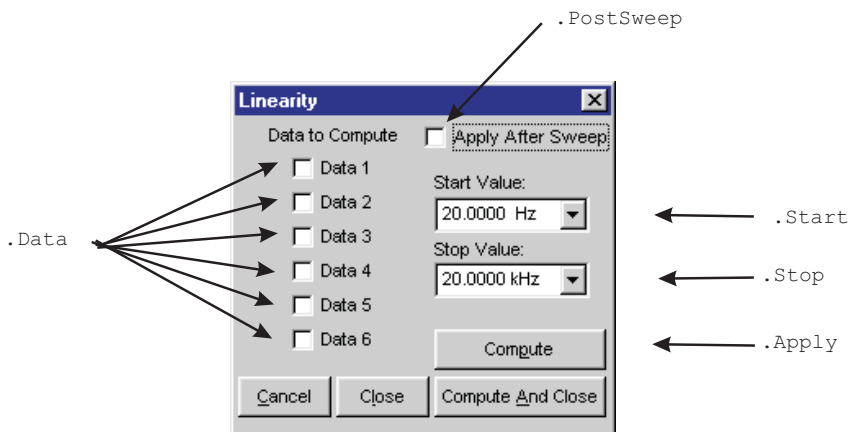 .PostSweep
Linearity
Data to Compute
Apply After Sweep
Data 1
Data 2
Data 3
Data 4
Data 5
Data 6
.Data
Start Value:
20.0000 Hz
.Start
Stop Value:
20.0000 kHz
.Stop
Compute
.Apply
Cancel
Close
Compute And Close